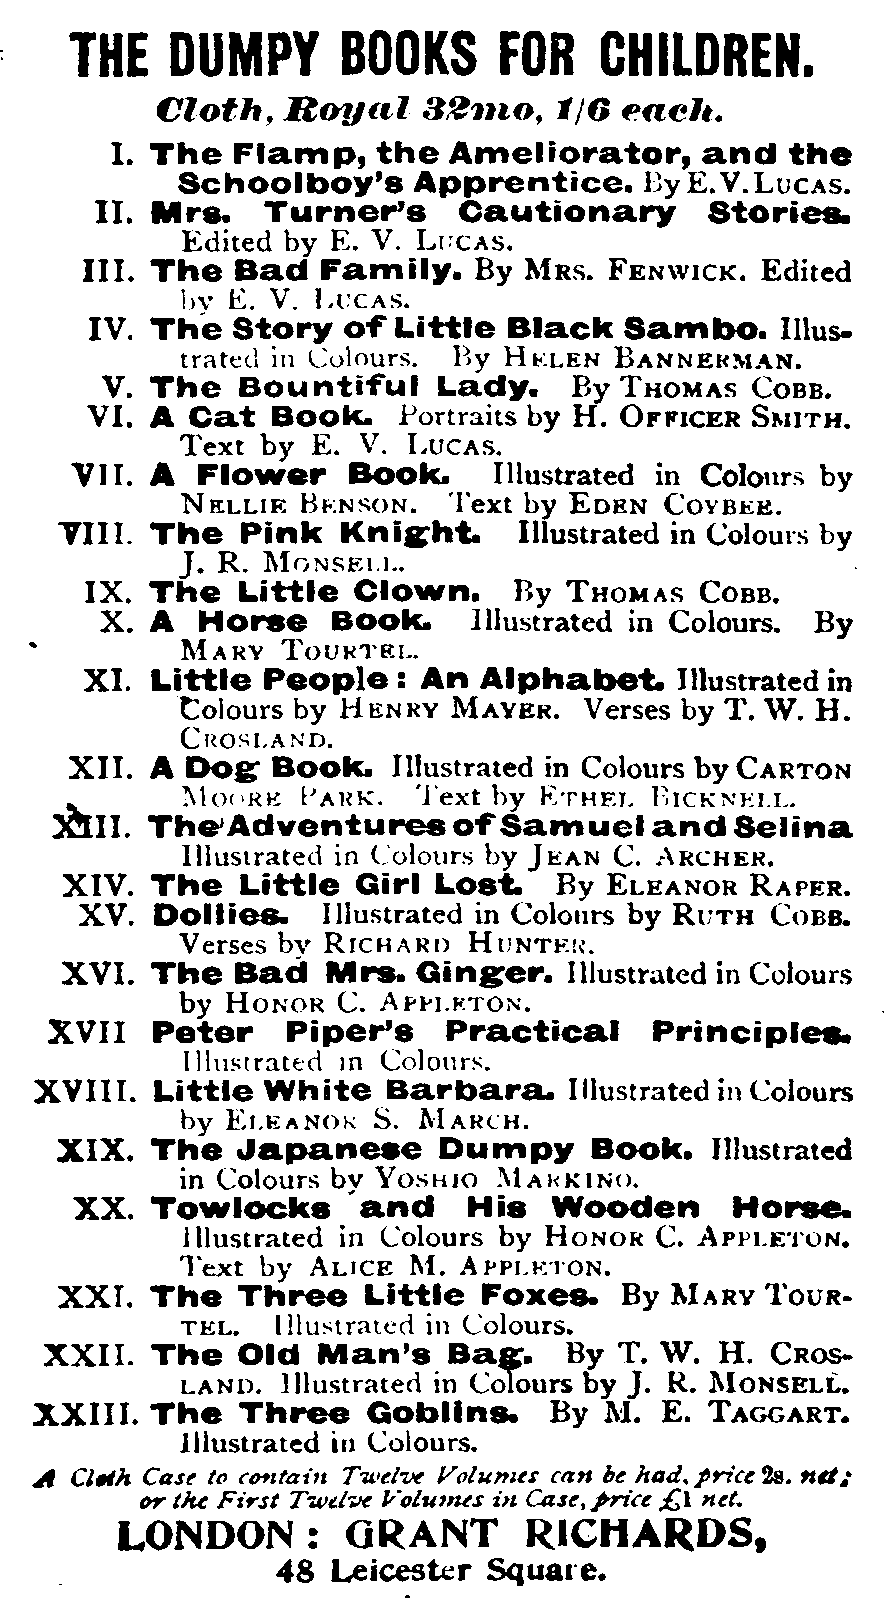 THE DUMPY BOOKS FOR CHILDREN.
Cloth, Royal 32mo, 1/6 each.
I. The Flamp, the Ameliorator, and the
Schoolboy's Apprentice. By E. V. LUCAS.
II. Mrs. Turner's Cautionary Stories.
Edited by E. V. LUCAS.
III. The Bad Family. By MRS. FENWICK. Edited
by E. V. LUCAS.
IV. The Story of Little Black Sambo. Illus-
trated in Colours. By HELEN BANNERMAN.
V. The Bountiful Lady. By THOMAS COBB.
VI. A Cat Book. Portraits by H. OFFICER SMITH.
Text by E. V. LUCAS.
VII. A Flower Book. Illustrated in Colours by
NELLIE BENSON. Text by EDEN COYBEE.
VIII. The Pink Knight. Illustrated in Colours by
J. R. MONSELL.
IX. The Little Clown. By THOMAS COBB.
X. A Horse Book. Illustrated in Colours. By
MARY TOURTEL.
XI. Little People: An Alphabet. Illustrated in
Colours by HENRY MAYER. Verses by T. W. H.
CROSLAND.
XII. A Dog Book. Illustrated in Colours by CARTON
MOORE PARK. Text by ETHEL BICKNELL.
XIII. The Adventures of Samuel and Selina
Illustrated in Colours by JEAN C. ARCHER.
XIV. The Little Girl Lost. By ELEANOR RAPER.
XV. Dollies. Illustrated in Colours by RUTH COBB.
Verses by RICHARD HUNTER.
XVI. The Bad Mrs. Ginger. Illustrated in Colours
by HONOR C. APPLETON.
XVII Peter Piper's Practical Principles.
Illustrated in Colours.
XVIII. Little White Barbara. Illustrated in Colours
by ELEANOR S. MARCH.
XIX. The Japanese Dumpy Book. Illustrated
in Colours by YOSHIO MARKINO.
XX. Towlocks and His Wooden Horse.
Illustrated in Colours by HONOR C. APPLETON.
Text by ALICE M. APPLETON.
XXI. The Three Little Foxes. By MARY TOUR-
TEL. Illustrated in Colours.
XXII. The Old Man's Bag. By T. W. H. CROS-
LAND. Illustrated in Colours by J. R. MONSELL.
XXIII. The Three Goblins. By M. E. TAGGART.
Illustrated in Colours.
A Cloth Case to contain Twelve Volumes can be had, price 2s. net;
or the First Twelve Volumes in Case, price £1 net.
LONDON: GRANT RICHARDS,
48 Leicester Square.